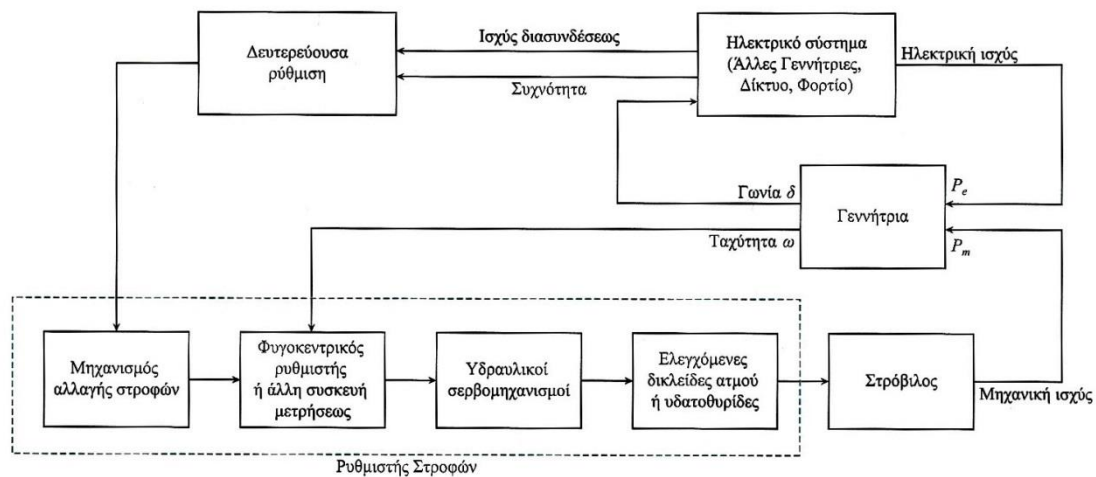 Δευτερεύουσα
ρύθμιση
Ισχύς διασυνδέσεως
Συχνότητα
Ηλεκτρικό σύστημα
(Άλλες Γεννήτριες,
Δίκτυο, Φορτίο)
Ηλεκτρική ισχύς
Γωνία δ
Ταχύτητα ω
Γεννήτρια
P_e
P_m
Μηχανισμός
αλλαγής στροφών
Φυγοκεντρικός
ρυθμιστής
ή άλλη συσκευή
μετρήσεως
Υδραυλικοί
σερβομηχανισμοί
Ελεγχόμενες
δικλείδες ατμού
ή υδατοθυρίδες
Στρόβιλος
Μηχανική ισχύς
Ρυθμιστής Στροφών